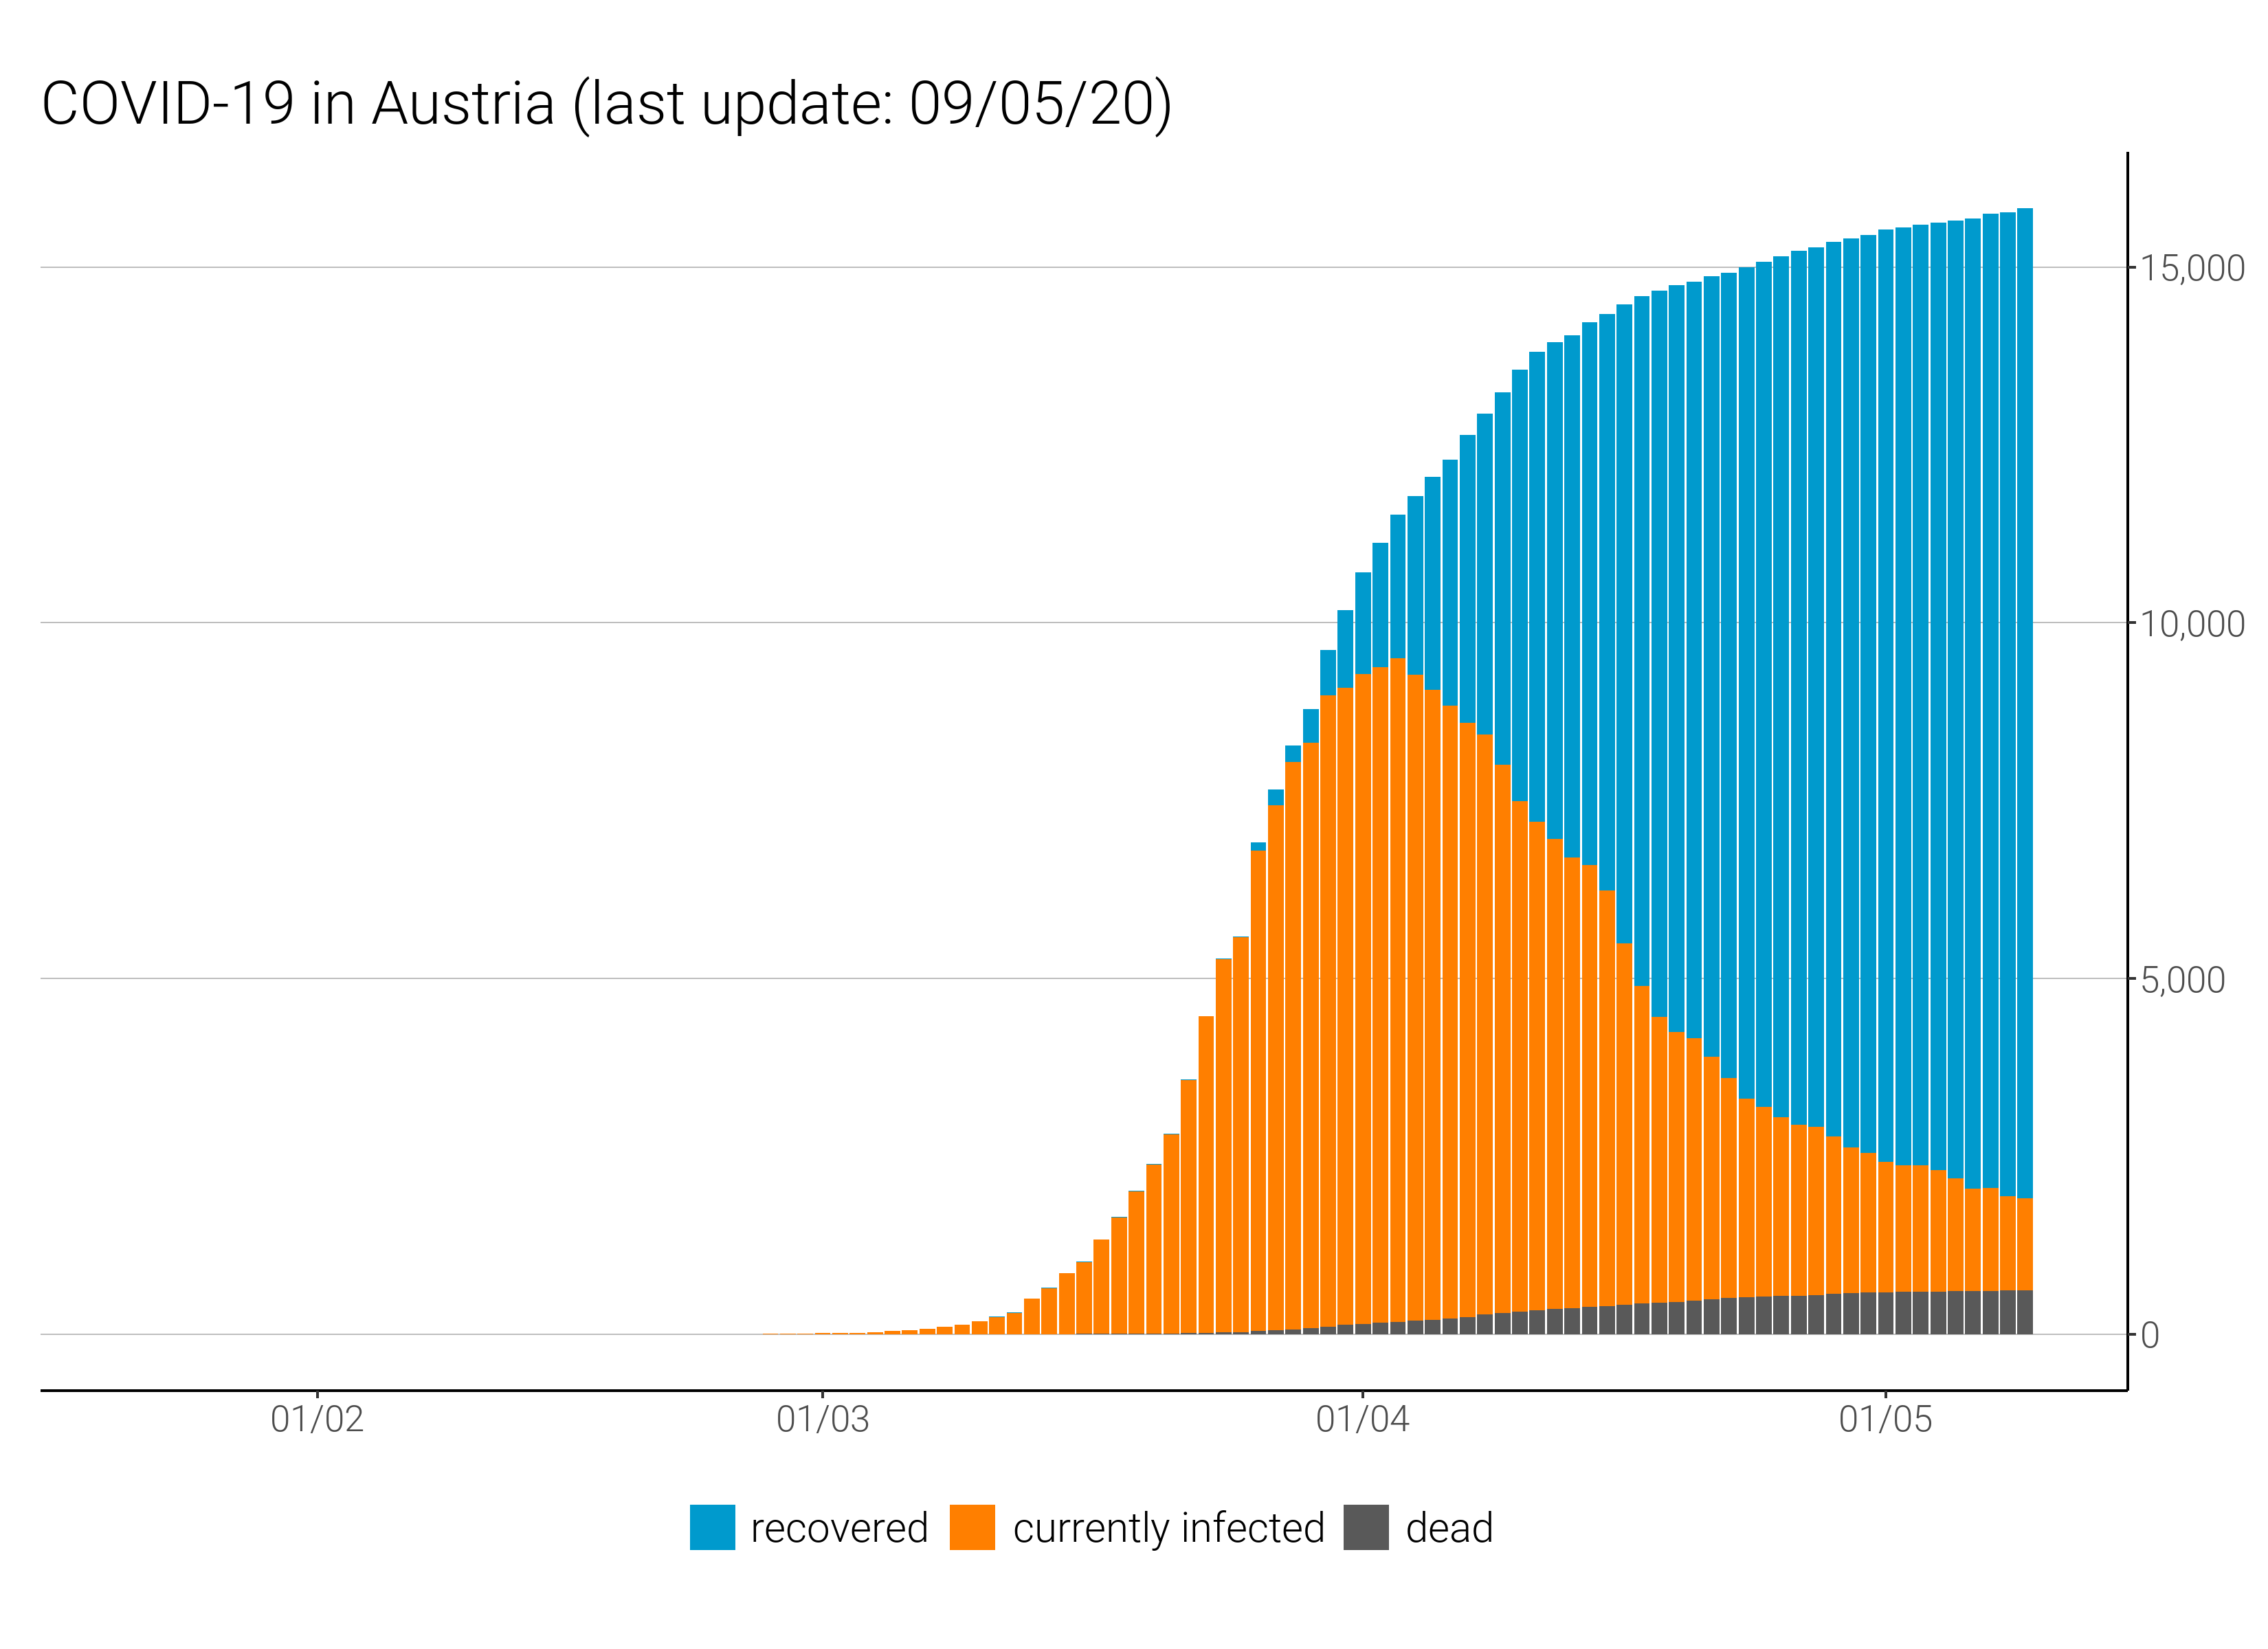 COVID-19 in Austria (last update: 09/05/20)
15,000
10,000
5,000
0
01/02 01/03 01/04 01/05
recovered currently infected dead